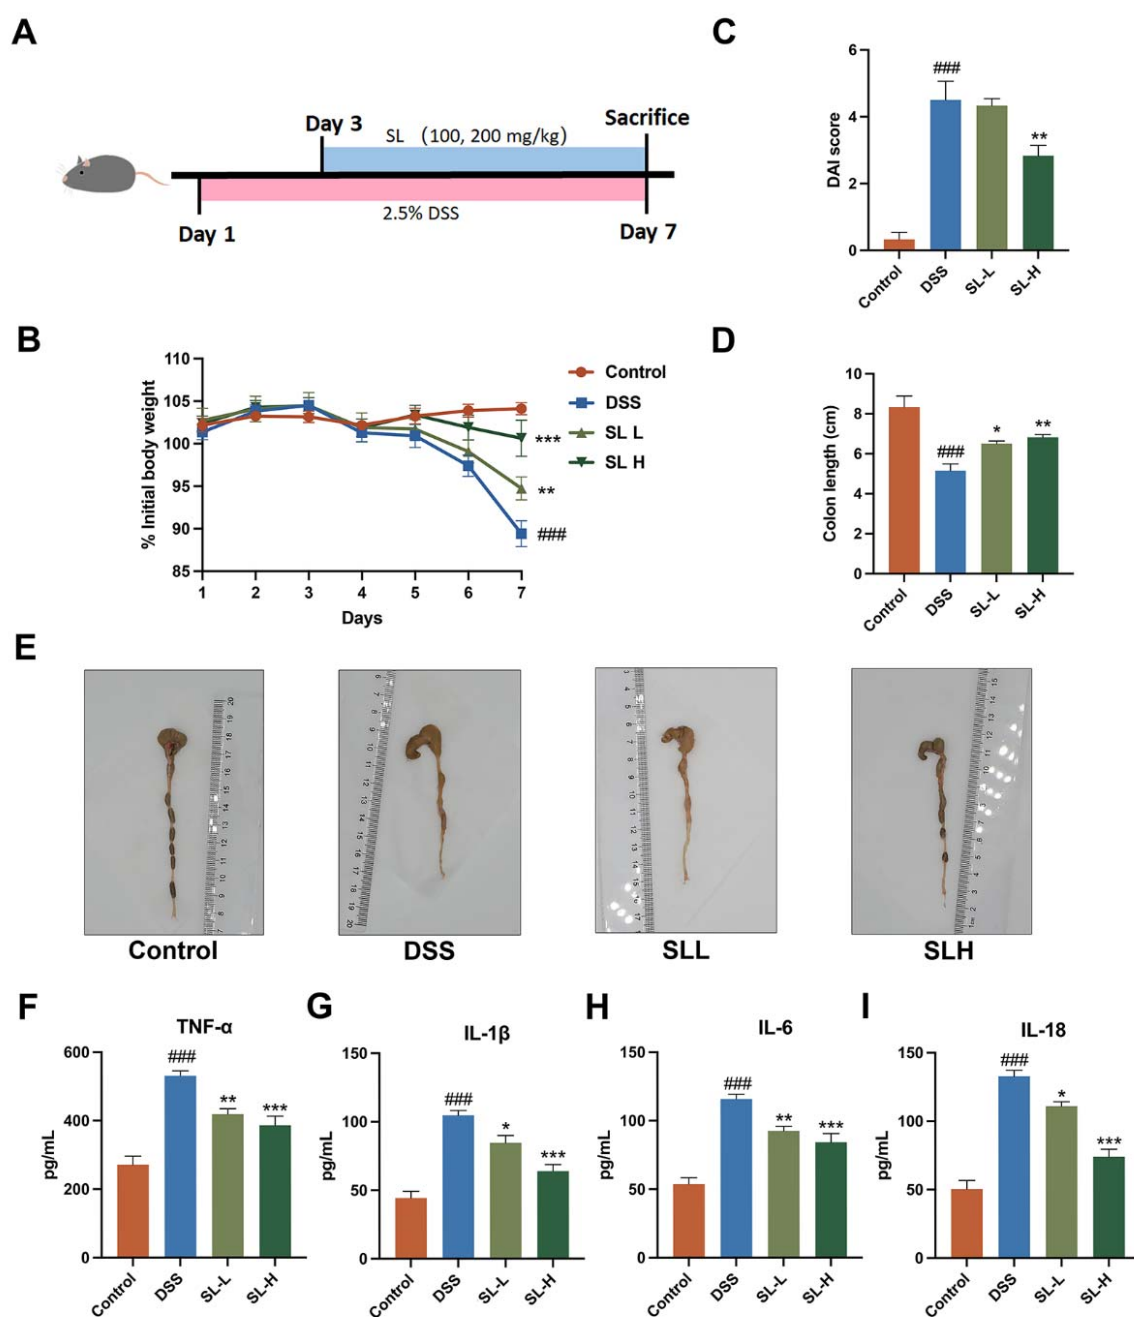 A
Day 3
SL (100, 200 mg/kg)
Sacrifice
2.5% DSS
Day 1
Day 7
C
DAI score
6
4
2
0
###
**
Control
DSS
SL-L
SL-H
B
% Initial body weight
110
105
100
95
90
85
1 2 3 4 5 6 7
Days
***
**
###
Control
DSS
SL L
SL H
D
Colon length (cm)
10
8
6
4
2
0
###
*
**
Control
DSS
SL-L
SL-H
E
Control
DSS
SLL
SLH
F
TNF-α
pg/mL
600
400
200
0
###
**
***
Control
DSS
SL-L
SL-H
G
IL-1β
pg/mL
150
100
50
0
###
*
***
Control
DSS
SL-L
SL-H
H
IL-6
pg/mL
150
100
50
0
###
**
***
Control
DSS
SL-L
SL-H
I
IL-18
pg/mL
150
100
50
0
###
*
***
Control
DSS
SL-L
SL-H